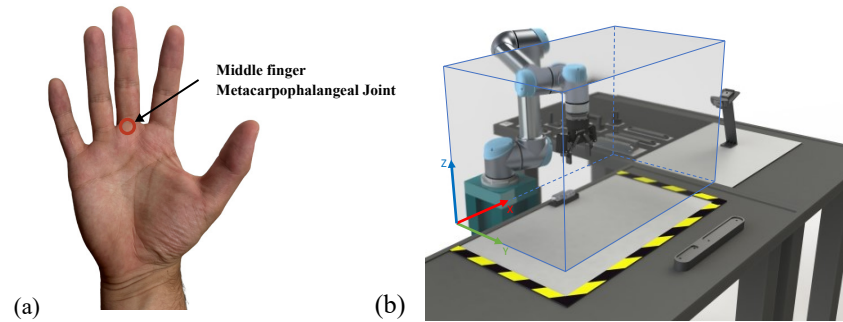 Middle finger
Metacarpophalangeal Joint
Z
X
Y
(a)
(b)